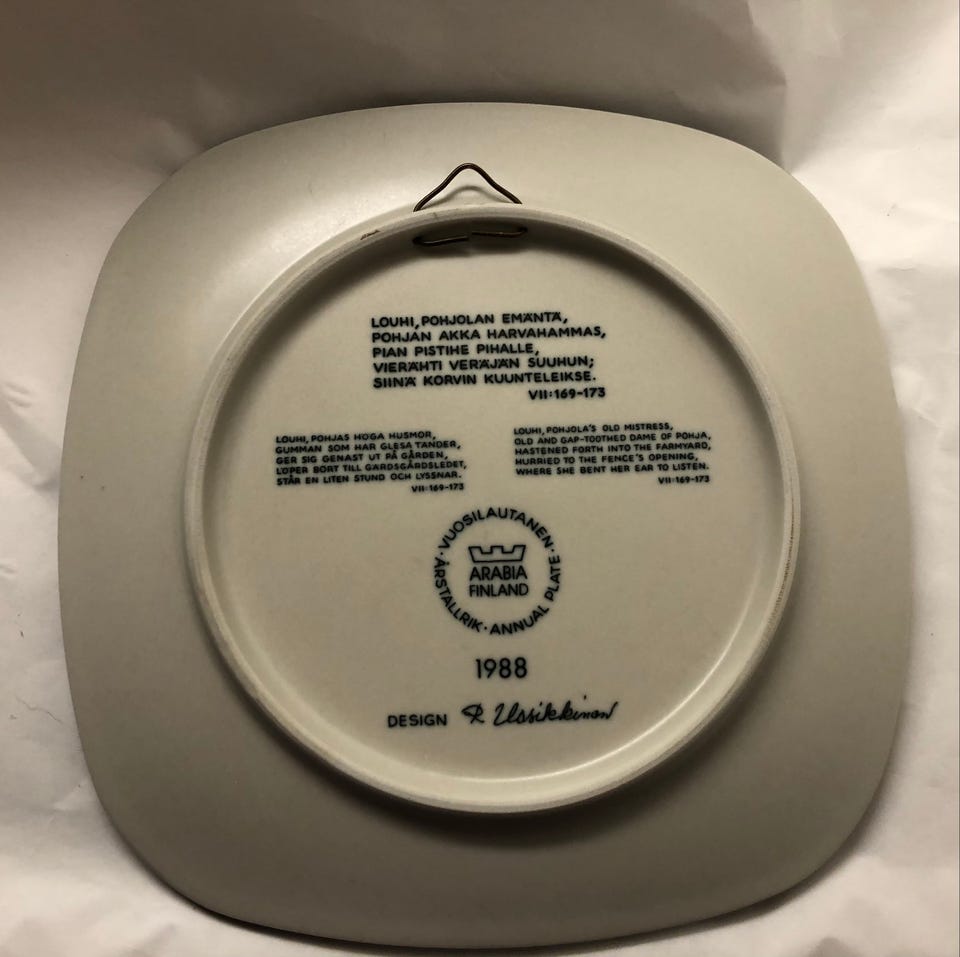 LOUHI, POHJOLAN EMÄNTÄ,
POHJAN AKKA HARVAHAMMAS,
PIAN PISTIHE PIHALLE,
VIERÄHTI VERÄJÄN SUUHUN;
SIINÄ KORVIN KUUNTELEIKSE.
VII:169-173
LOUHI, POHJAS HÖGA HUSMOR,
GUMMAN SOM HAR GLESA TÄNDER,
GER SIG GENAST UT PÅ GÅRDEN,
LÖPER BORT TILL GÄRDSGÅRDSLEDET,
STÅR EN LITEN STUND OCH LYSSNAR.
VII:169-173
LOUHI, POHJOLA'S OLD MISTRESS,
OLD AND GAP-TOOTHED DAME OF POHJA,
HASTENED FORTH INTO THE FARMYARD,
HURRIED TO THE FENCE'S OPENING,
WHERE SHE BENT HER EAR TO LISTEN.
VII:169-173
VUOSILAUTANEN · ANNUAL PLATE · ÅRSTALLRIK ·
ARABIA
FINLAND
1988
DESIGN R. Uosikkinen